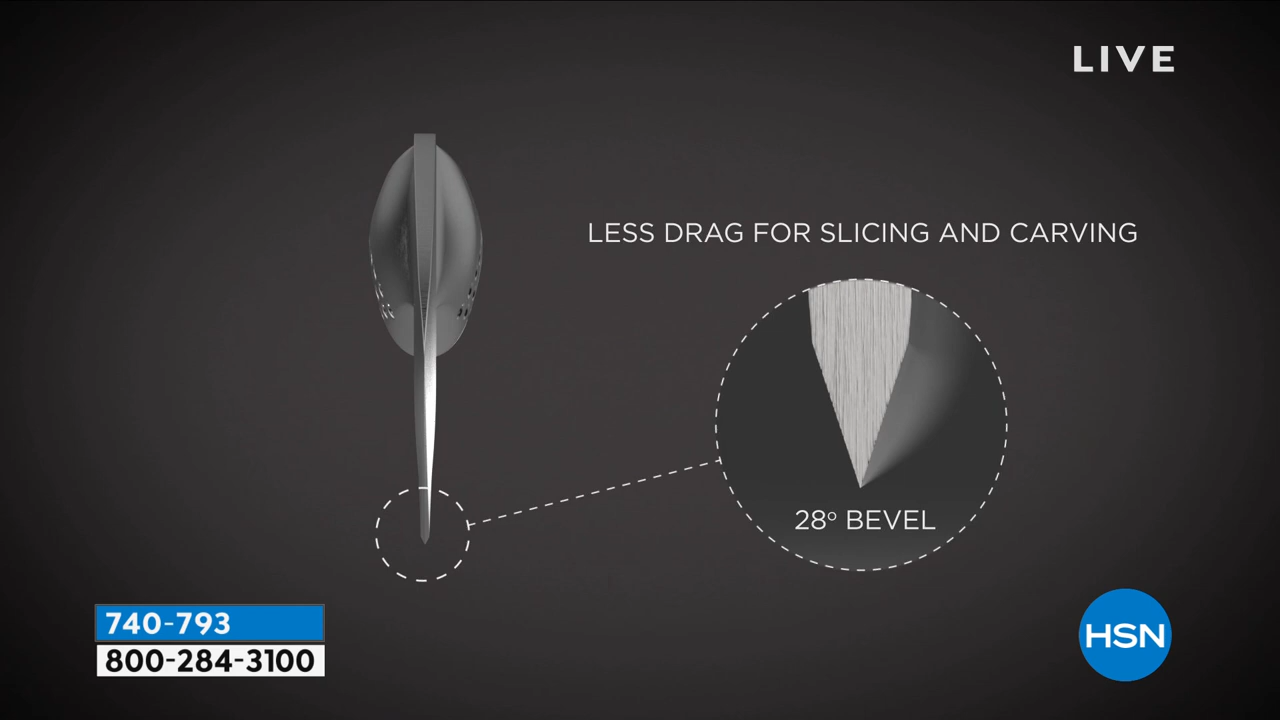 LIVE
LESS DRAG FOR SLICING AND CARVING
28° BEVEL
740-793
800-284-3100
HSN